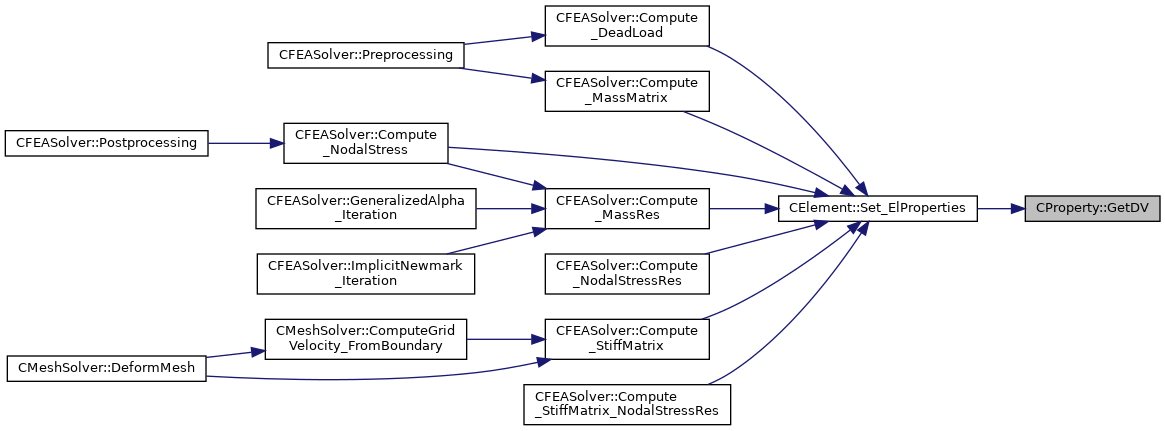 CFEASolver::Compute
_DeadLoad
CFEASolver::Preprocessing
CFEASolver::Compute
_MassMatrix
CFEASolver::Postprocessing
CFEASolver::Compute
_NodalStress
CFEASolver::GeneralizedAlpha
_Iteration
CFEASolver::Compute
_MassRes
CElement::Set_ElProperties
CProperty::GetDV
CFEASolver::ImplicitNewmark
_Iteration
CFEASolver::Compute
_NodalStressRes
CMeshSolver::ComputeGrid
Velocity_FromBoundary
CFEASolver::Compute
_StiffMatrix
CMeshSolver::DeformMesh
CFEASolver::Compute
_StiffMatrix_NodalStressRes